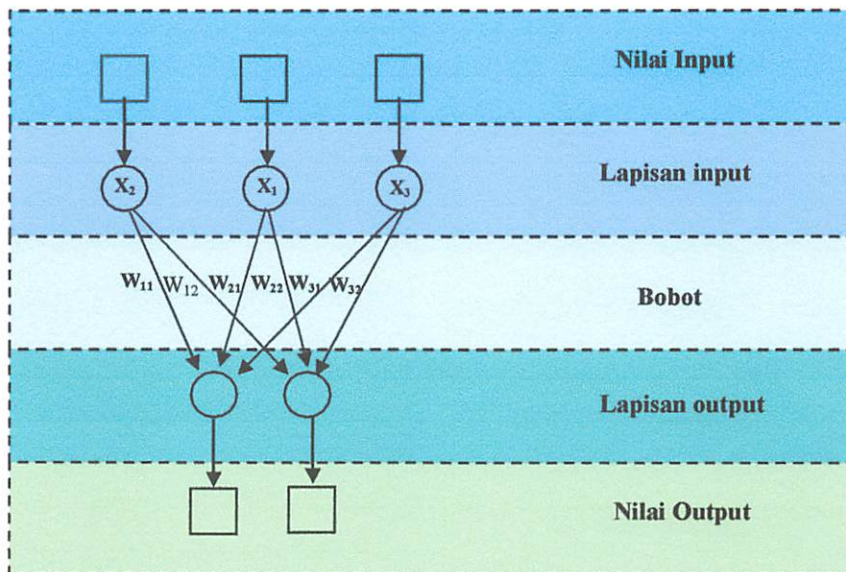 Nilai Input
X₂ X₁ X₃ Lapisan input
W₁₁ W₁₂ W₂₁ W₂₂ W₃₁ W₃₂
Bobot
Lapisan output
Nilai Output